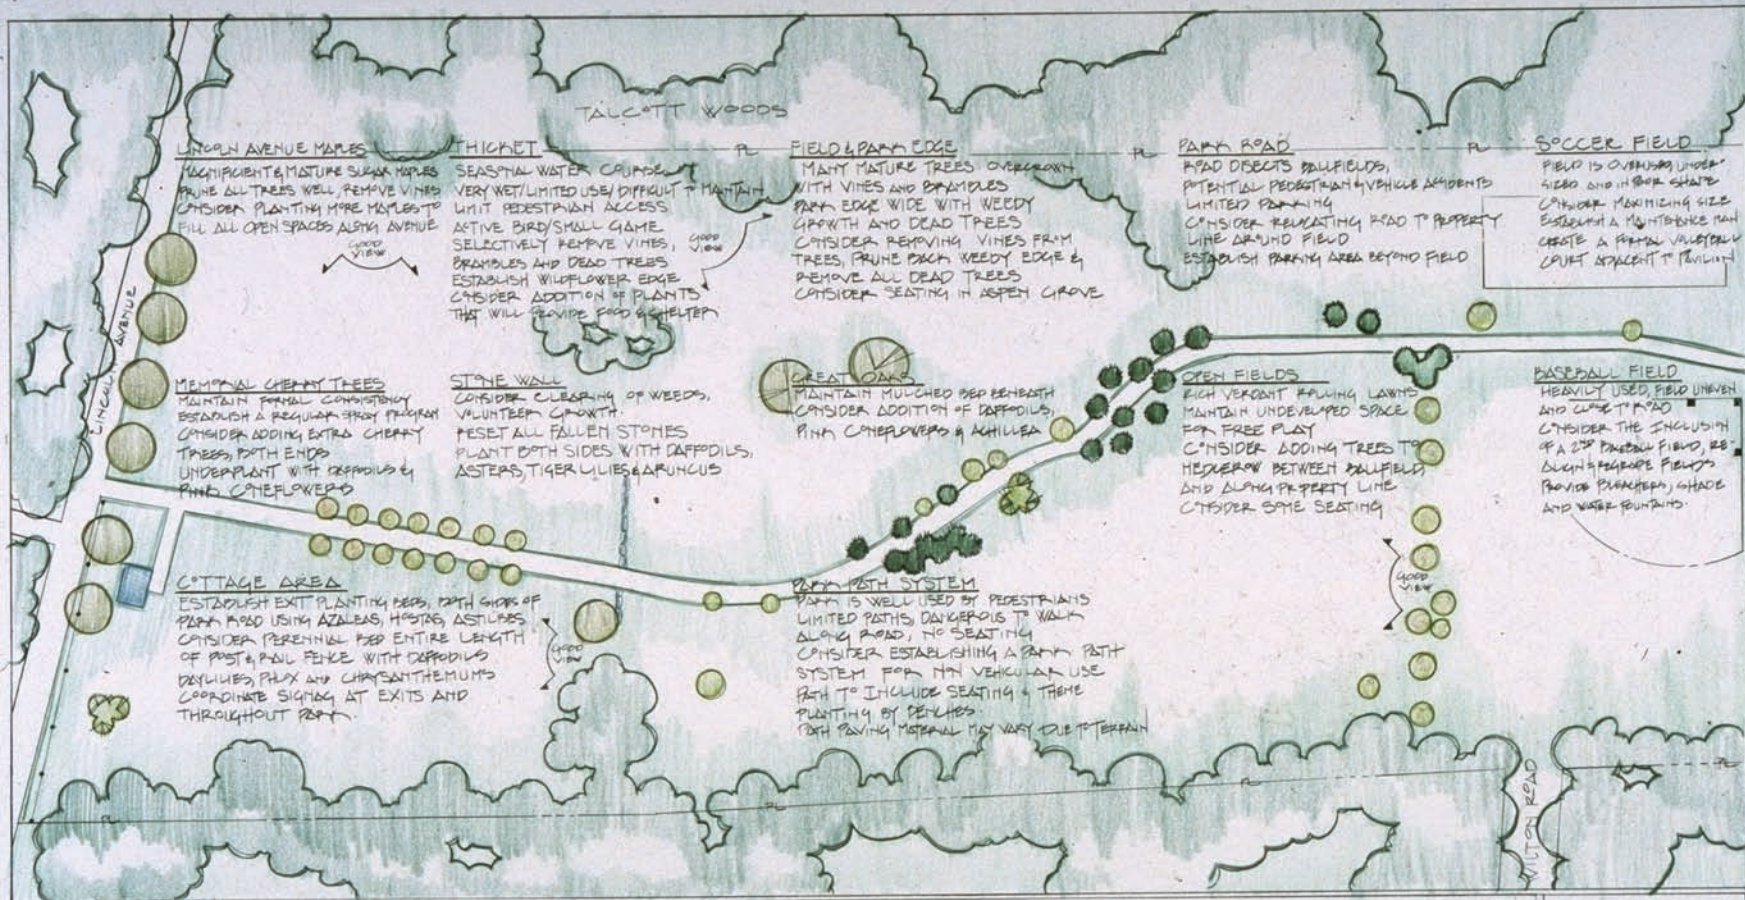 TALCOTT WOODS
LINCOLN AVENUE MAPLES
MAGNIFICIENT & MATURE SUGAR MAPLES
PRUNE ALL TREES WELL, REMOVE VINES
CONSIDER PLANTING MORE MAPLES TO
FILL ALL OPEN SPACES ALONG AVENUE
THICKET
SEASONAL WATER COURSE
VERY WET/LIMITED USE/DIFFICULT TO MAINTAIN
LIMIT PEDESTRIAN ACCESS
ACTIVE BIRD/SMALL GAME
SELECTIVELY REMOVE VINES,
BRAMBLES AND DEAD TREES
ESTABLISH WILDFLOWER EDGE
CONSIDER ADDITION OF PLANTS
THAT WILL PROVIDE FOOD & SHELTER
PL
FIELD & PARK EDGE
MANY MATURE TREES OVERGROWN
WITH VINES AND BRAMBLES
PARK EDGE WIDE WITH WEEDY
GROWTH AND DEAD TREES
CONSIDER REMOVING VINES FROM
TREES, PRUNE BACK WEEDY EDGE &
REMOVE ALL DEAD TREES
CONSIDER SEATING IN ASPEN GROVE
PL
PARK ROAD
ROAD DISECTS BALLFIELDS,
POTENTIAL PEDESTRIAN & VEHICLE ACCIDENTS
LIMITED PARKING
CONSIDER RELOCATING ROAD TO PROPERTY
LINE AROUND FIELD
ESTABLISH PARKING AREA BEYOND FIELD
PL
SOCCER FIELD
FIELD IS OVERUSED, UNDER
SIZED AND IN POOR SHAPE
CONSIDER MAXIMIZING SIZE
ESTABLISH A MAINTENANCE PLAN
CREATE A FORMAL VOLLEYBALL
COURT ADJACENT TO PAVILION
GOOD
VIEW
GOOD
VIEW
LINCOLN AVENUE
MEMORIAL CHERRY TREES
MAINTAIN FORMAL CONSISTENCY
ESTABLISH A REGULAR SPRAY PROGRAM
CONSIDER ADDING EXTRA CHERRY
TREES, BOTH ENDS
UNDERPLANT WITH DAFFODILS &
PINK CONEFLOWERS
STONE WALL
CONSIDER CLEARING OF WEEDS,
VOLUNTEER GROWTH.
RESET ALL FALLEN STONES
PLANT BOTH SIDES WITH DAFFODILS,
ASTERS, TIGER LILIES & ARUNCUS
GREAT OAKS
MAINTAIN MULCHED BED BENEATH
CONSIDER ADDITION OF DAFFODILS,
PINK CONEFLOWERS & ACHILLEA
OPEN FIELDS
RICH VERDANT ROLLING LAWNS
MAINTAIN UNDEVELOPED SPACE
FOR FREE PLAY
CONSIDER ADDING TREES TO
HEDGEROW BETWEEN BALLFIELD
AND ALONG PROPERTY LINE
CONSIDER SOME SEATING
BASEBALL FIELD
HEAVILY USED, FIELD UNEVEN
AND CLOSE TO ROAD
CONSIDER THE INCLUSION
OF A 2ND BASEBALL FIELD, RE-
ALIGN & REGRADE FIELDS
PROVIDE BLEACHERS, SHADE
AND WATER FOUNTAINS.
COTTAGE AREA
ESTABLISH EXIT PLANTING BEDS, BOTH SIDES OF
PARK ROAD USING AZALEAS, HOSTAS, ASTILBES
CONSIDER PERENNIAL BED ENTIRE LENGTH
OF POST & RAIL FENCE WITH DAFFODILS
DAYLILIES, PHLOX AND CHRYSANTHEMUMS
COORDINATE SIGNAG AT EXITS AND
THROUGHOUT PARK.
GOOD
VIEW
PARK PATH SYSTEM
PARK IS WELL USED BY PEDESTRIANS
LIMITED PATHS, DANGEROUS TO WALK
ALONG ROAD, NO SEATING
CONSIDER ESTABLISHING A PARK PATH
SYSTEM FOR NON VEHICULAR USE
PATH TO INCLUDE SEATING & THEME
PLANTING BY BENCHES.
PATH PAVING MATERIAL MAY VARY DUE TO TERRAIN
GOOD
VIEW
PL
PL
PL
PL
WILTON ROAD